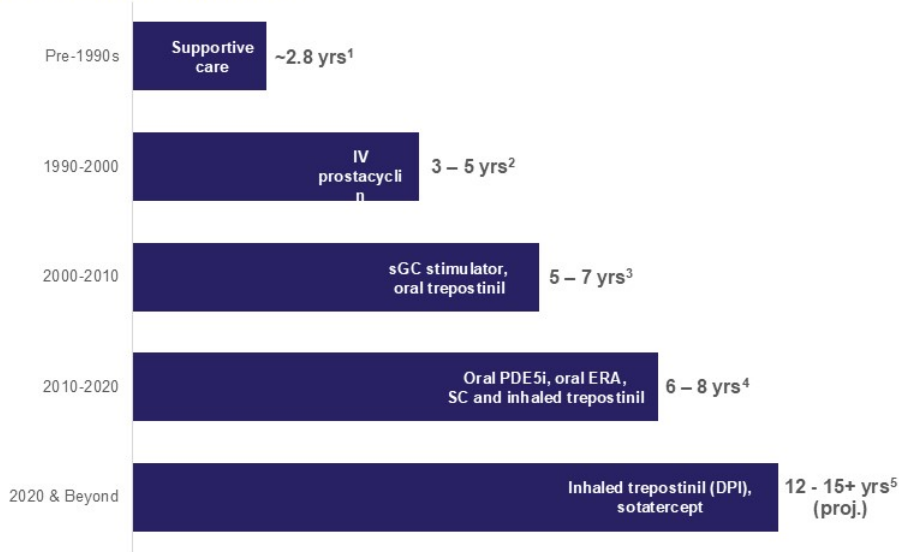 Pre-1990s
Supportive
care
~2.8 yrs¹
1990-2000
IV
prostacycli
n
3 – 5 yrs²
2000-2010
sGC stimulator,
oral trepostinil
5 – 7 yrs³
2010-2020
Oral PDE5i, oral ERA,
SC and inhaled trepostinil
6 – 8 yrs⁴
2020 & Beyond
Inhaled trepostinil (DPI),
sotatercept
12 - 15+ yrs⁵
(proj.)